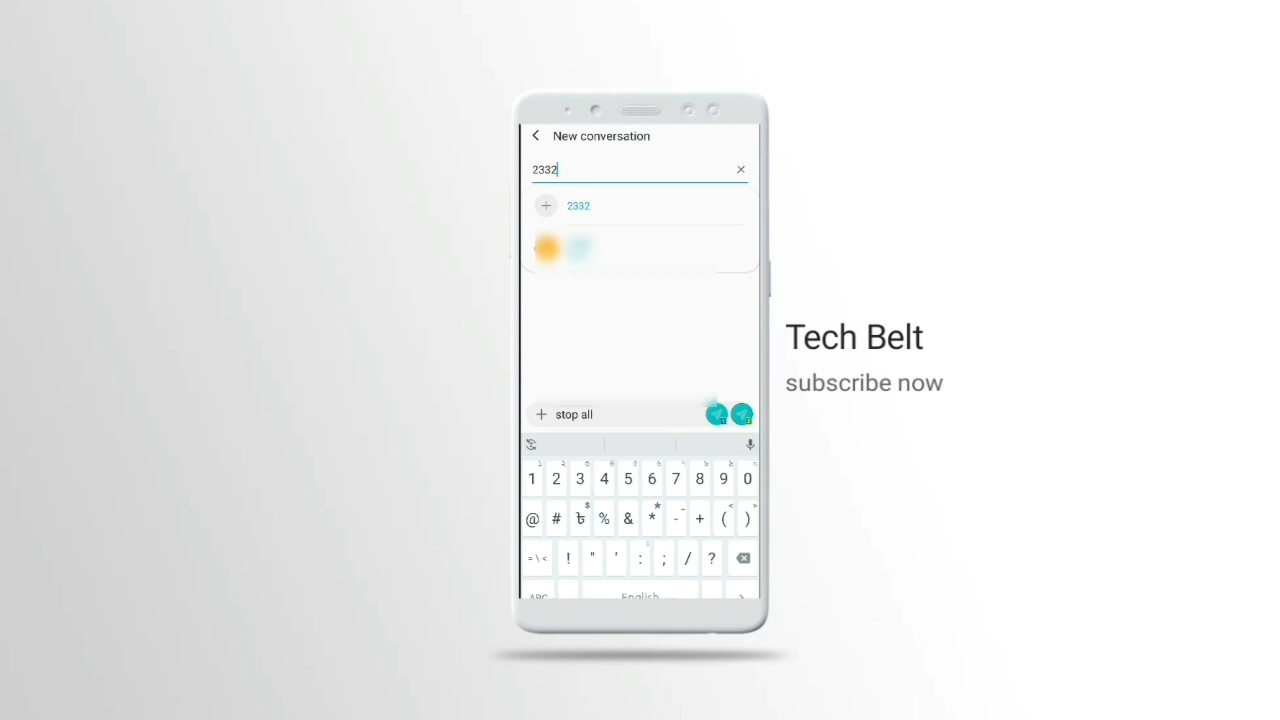 New conversation
2332
2332
Tech Belt
subscribe now
stop all
1 2 3 4 5 6 7 8 9 0
@ # ৳ % & * - + ( )
= \ < ! " ' : ; / ?
ABC English